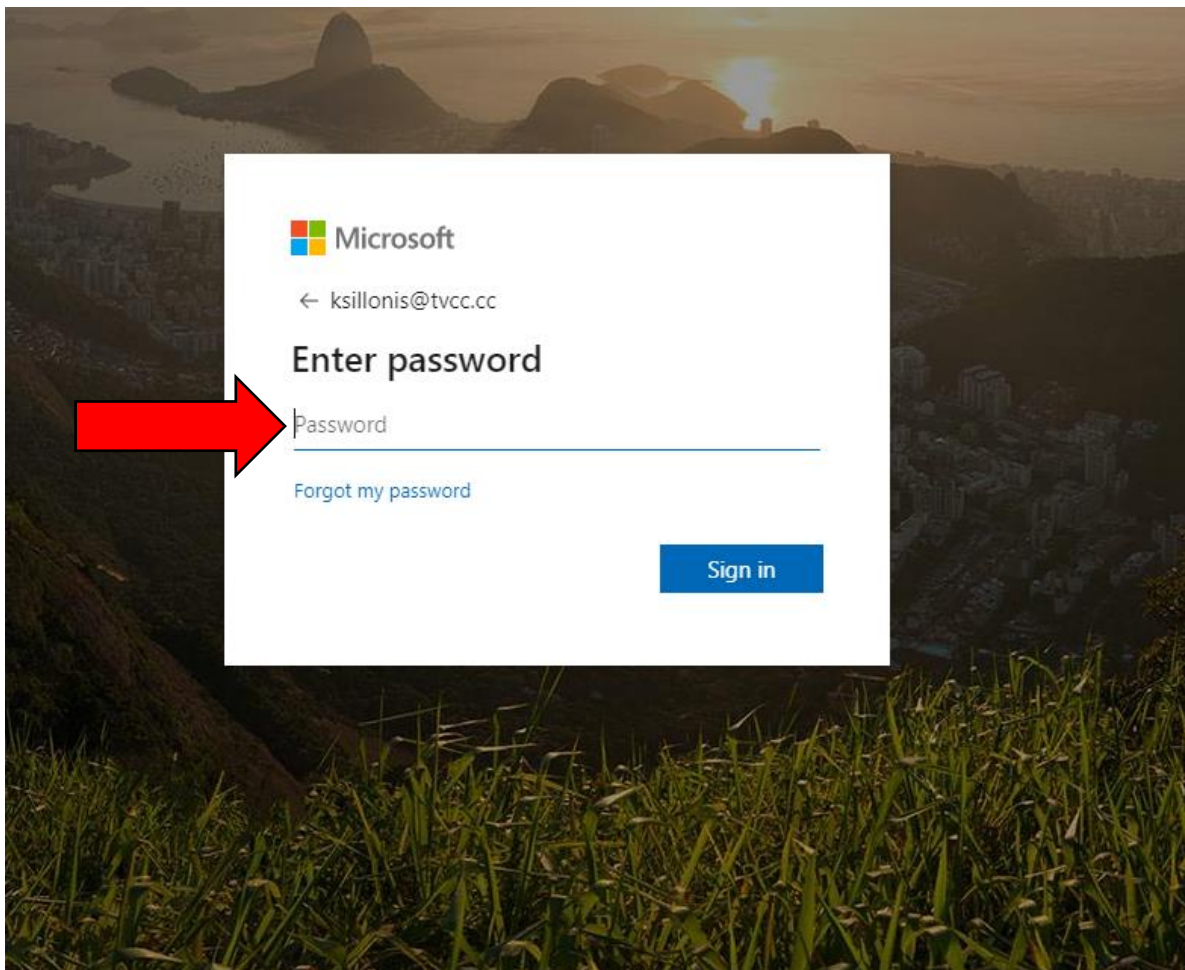 Microsoft
← ksillonis@tvcc.cc
Enter password
Password
Forgot my password
Sign in